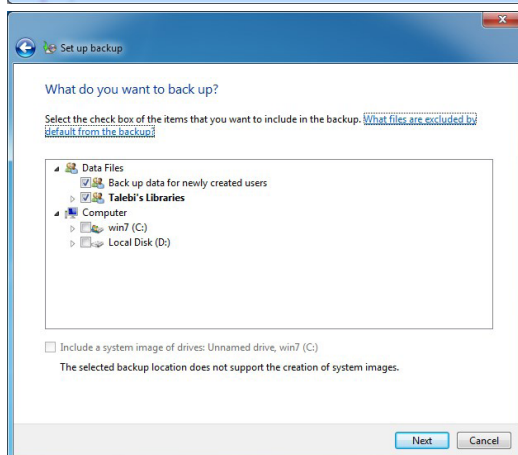 Set up backup
What do you want to back up?
Select the check box of the items that you want to include in the backup. What files are excluded by
default from the backup?
Data Files
Back up data for newly created users
Talebi's Libraries
Computer
win7 (C:)
Local Disk (D:)
Include a system image of drives: Unnamed drive, win7 (C:)
The selected backup location does not support the creation of system images.
Next Cancel